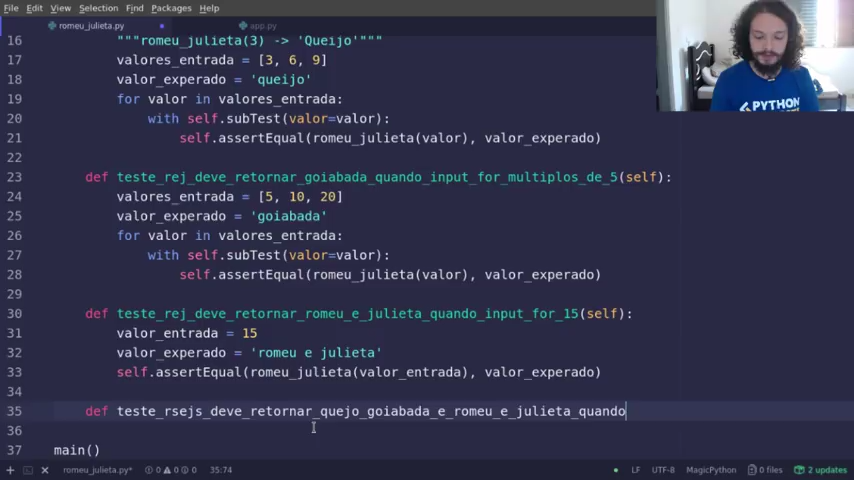 File Edit View Selection Find Packages Help
romeu_julieta.py
app.py
16 """romeu_julieta(3) -> 'Queijo'"""
17 valores_entrada = [3, 6, 9]
18 valor_experado = 'queijo'
19 for valor in valores_entrada:
20 with self.subTest(valor=valor):
21 self.assertEqual(romeu_julieta(valor), valor_experado)
22
23 def teste_rej_deve_retornar_goiabada_quando_input_for_multiplos_de_5(self):
24 valores_entrada = [5, 10, 20]
25 valor_experado = 'goiabada'
26 for valor in valores_entrada:
27 with self.subTest(valor=valor):
28 self.assertEqual(romeu_julieta(valor), valor_experado)
29
30 def teste_rej_deve_retornar_romeu_e_julieta_quando_input_for_15(self):
31 valor_entrada = 15
32 valor_experado = 'romeu e julieta'
33 self.assertEqual(romeu_julieta(valor_entrada), valor_experado)
34
35 def teste_rsejs_deve_retornar_quejo_goiabada_e_romeu_e_julieta_quando
36
37 main()
romeu_julieta.py* 0 0 0 35:74 LF UTF-8 MagicPython 0 files 2 updates
PYTHON